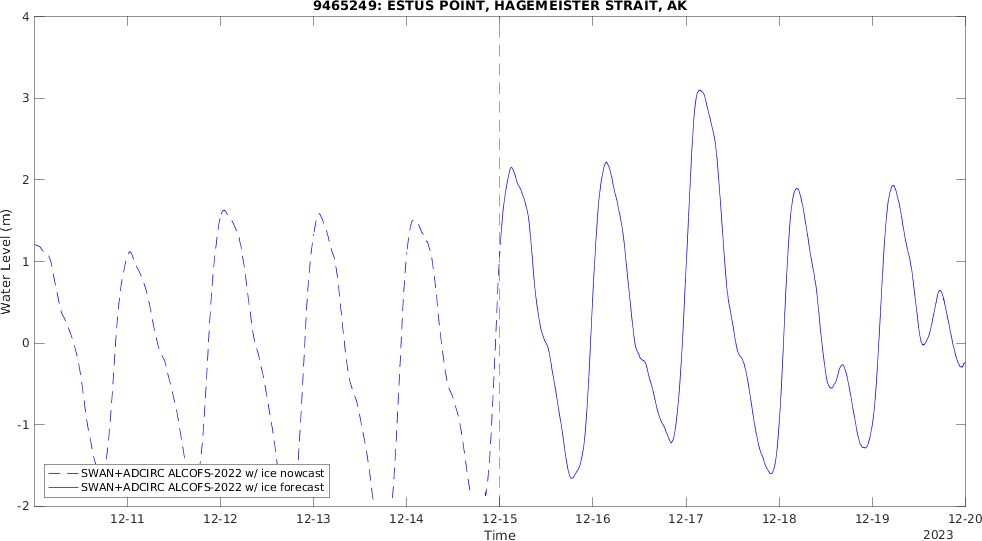 9465249: ESTUS POINT, HAGEMEISTER STRAIT, AK
4
3
2
1
0
-1
-2
Water Level (m)
SWAN+ADCIRC ALCOFS-2022 w/ ice nowcast
SWAN+ADCIRC ALCOFS-2022 w/ ice forecast
12-11 12-12 12-13 12-14 12-15 12-16 12-17 12-18 12-19 12-20
Time
2023